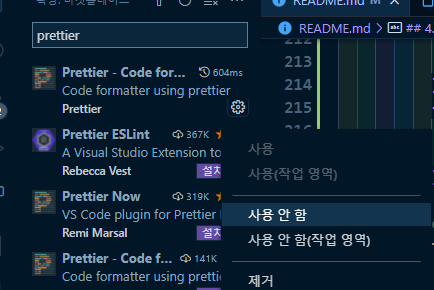 README.md M
prettier
README.md > ## 4.
Prettier - Code for... 604ms
Code formatter using prettier
Prettier
Prettier ESLint 367K
A Visual Studio Extension to
Rebecca Vest 설치
Prettier Now 319K
VS Code plugin for Prettier
Remi Marsal 설치
Prettier - Code f... 141K
Code formatter using prettier
213
214
215
사용
사용(작업 영역)
사용 안 함
사용 안 함(작업 영역)
제거